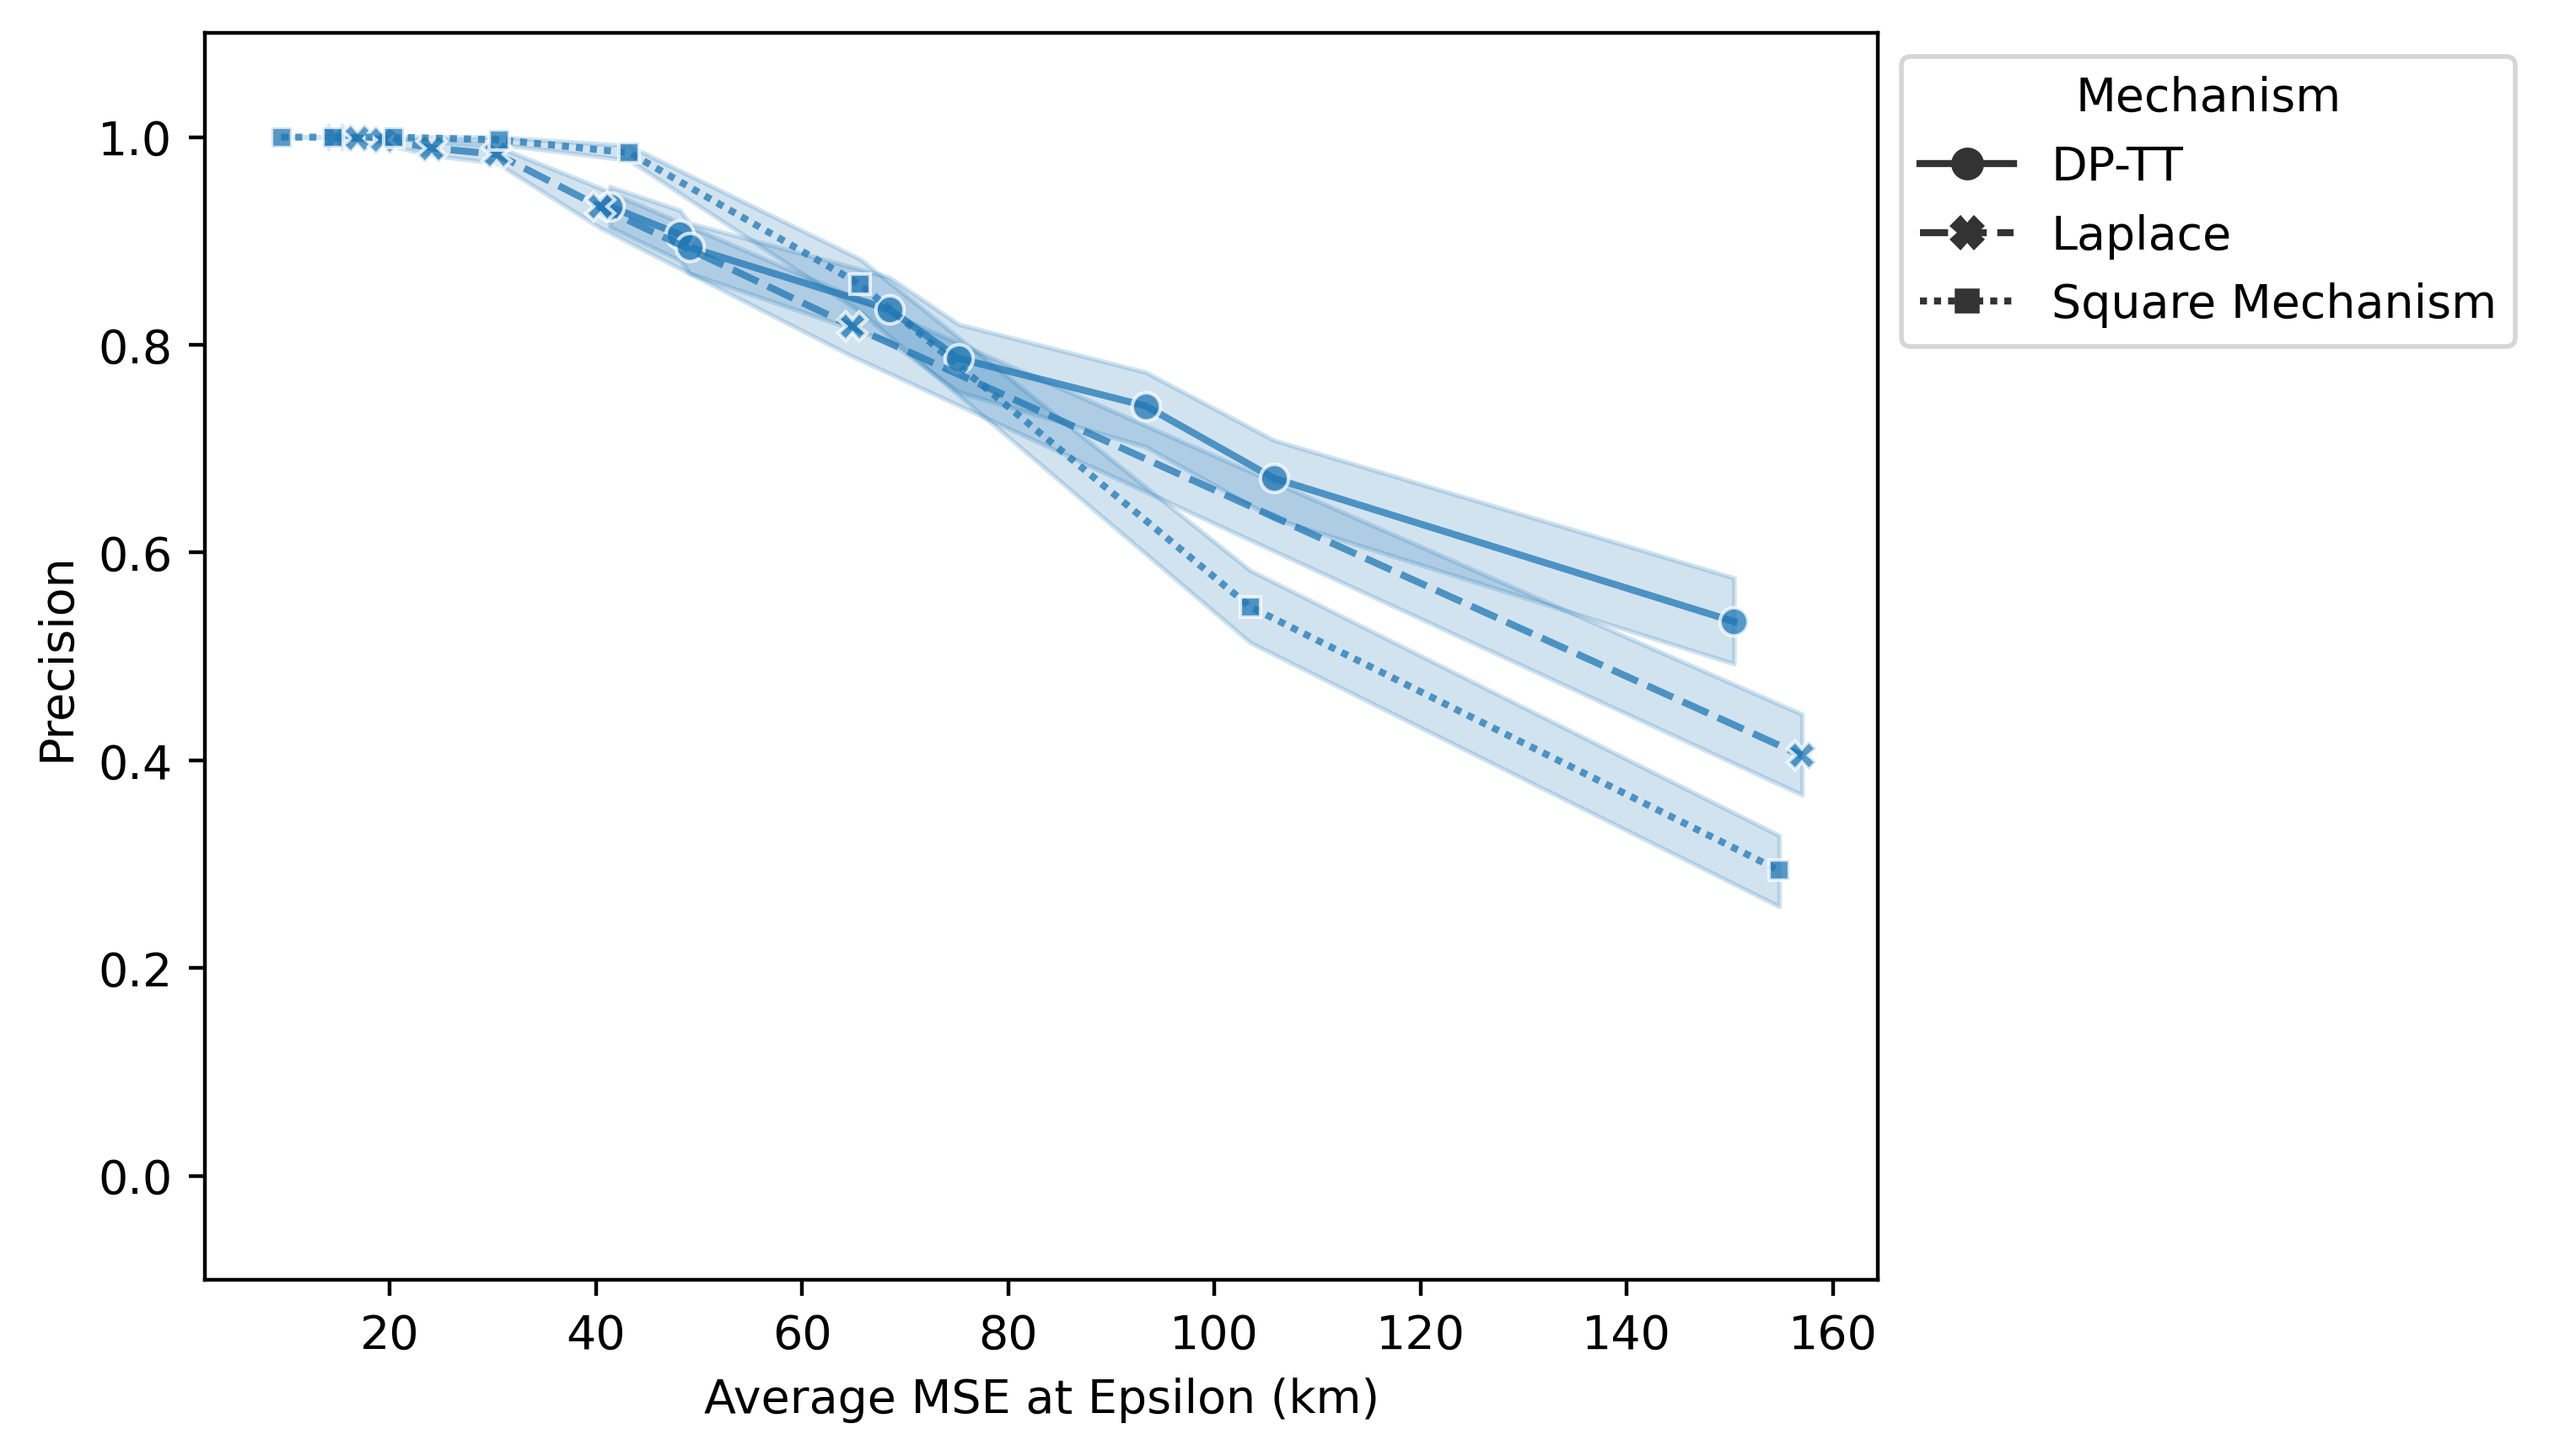 Mechanism
DP-TT
Laplace
Square Mechanism
Precision
1.0
0.8
0.6
0.4
0.2
0.0
20 40 60 80 100 120 140 160
Average MSE at Epsilon (km)